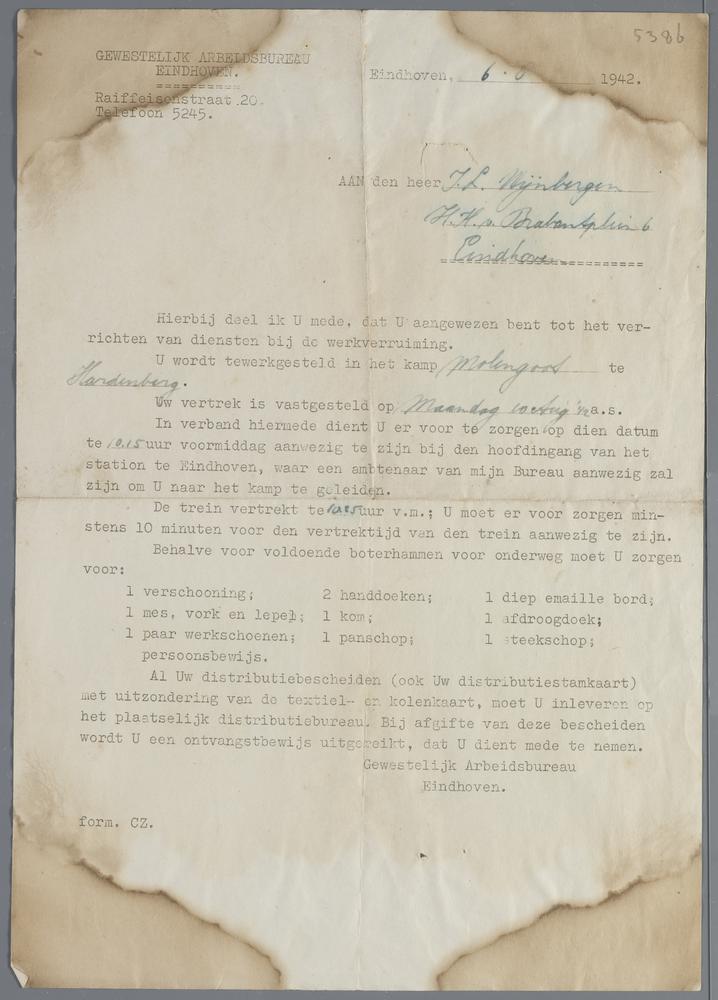 5386
GEWESTELIJK ARBEIDSBUREAU
EINDHOVEN.
==========
Raiffeisenstraat 20.
Telefoon 5245.
Eindhoven, 6-8 1942.
AAN den heer J.L. Wijnbergen
H.H. v. Brabantplein 6
Eindhoven
Hierbij deel ik U mede, dat U aangewezen bent tot het ver-
richten van diensten bij de werkverruiming.
U wordt tewerkgesteld in het kamp Molengoot te
Hardenberg.
Uw vertrek is vastgesteld op Maandag 10 Aug a.s.
In verband hiermede dient U er voor te zorgen op dien datum
te 10.15 uur voormiddag aanwezig te zijn bij den hoofdingang van het
station te Eindhoven, waar een ambtenaar van mijn Bureau aanwezig zal
zijn om U naar het kamp te geleiden.
De trein vertrekt te 10.25 uur v.m.; U moet er voor zorgen min-
stens 10 minuten voor den vertrektijd van den trein aanwezig te zijn.
Behalve voor voldoende boterhammen voor onderweg moet U zorgen
voor:
1 verschooning; 2 handdoeken; 1 diep emaille bord;
1 mes, vork en lepel; 1 kom; 1 afdroogdoek;
1 paar werkschoenen; 1 panschop; 1 steekschop;
persoonsbewijs.
Al Uw distributiebescheiden (ook Uw distributiestamkaart)
met uitzondering van de textiel- en kolenkaart, moet U inleveren op
het plaatselijk distributiebureau. Bij afgifte van deze bescheiden
wordt U een ontvangstbewijs uitgereikt, dat U dient mede te nemen.
Gewestelijk Arbeidsbureau
Eindhoven.
form. CZ.